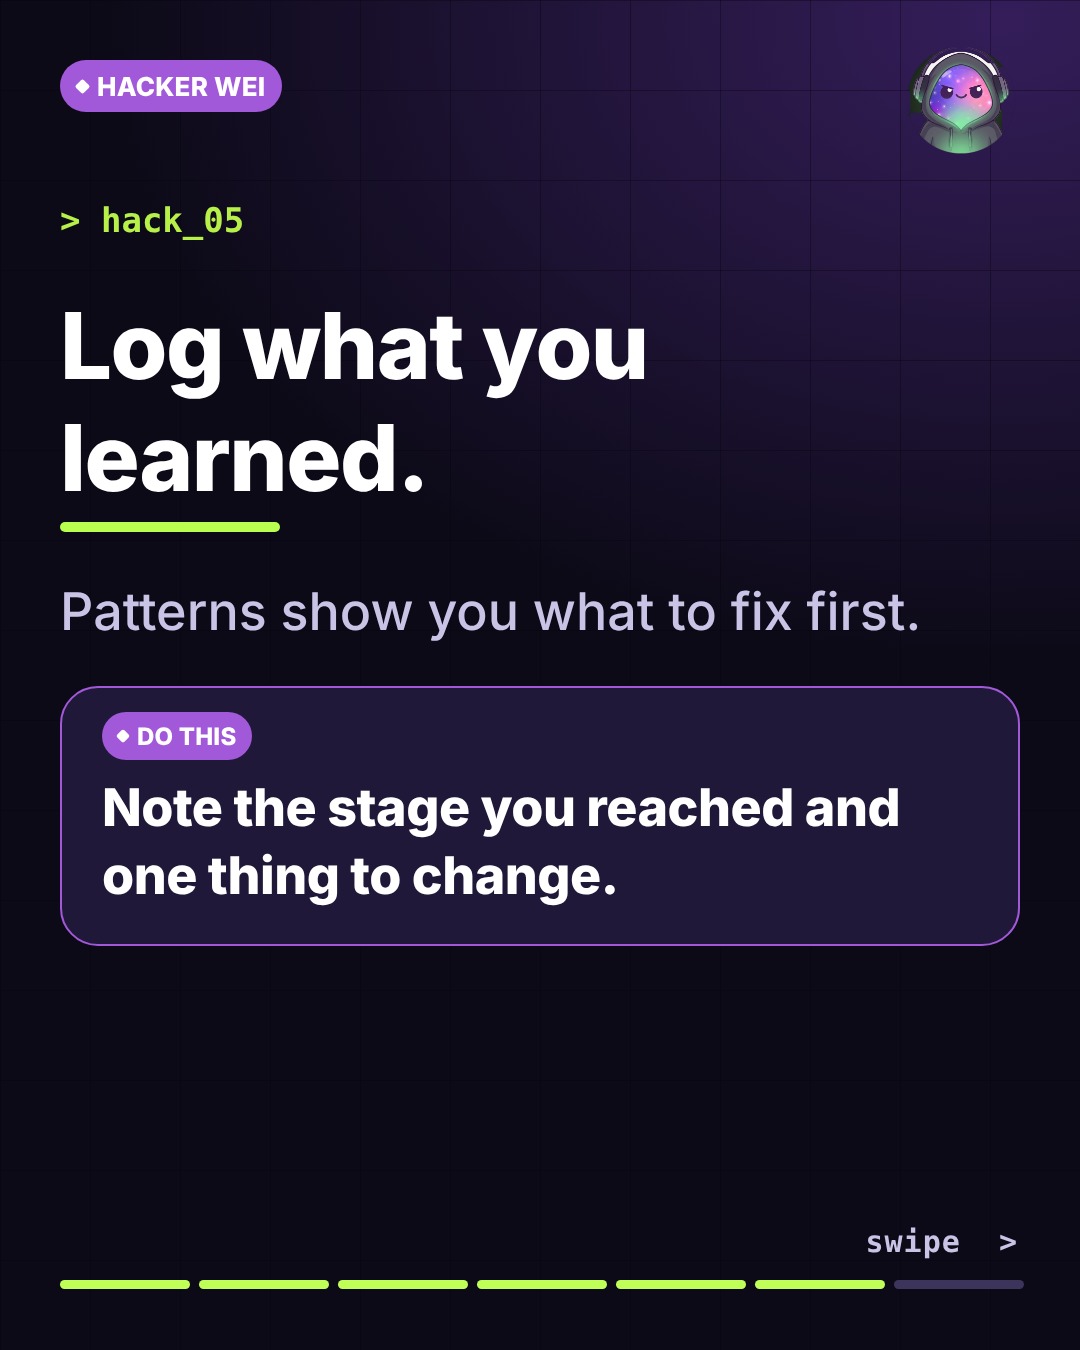 HACKER WEI
> hack_05
Log what you
learned.
Patterns show you what to fix first.
DO THIS
Note the stage you reached and
one thing to change.
swipe >